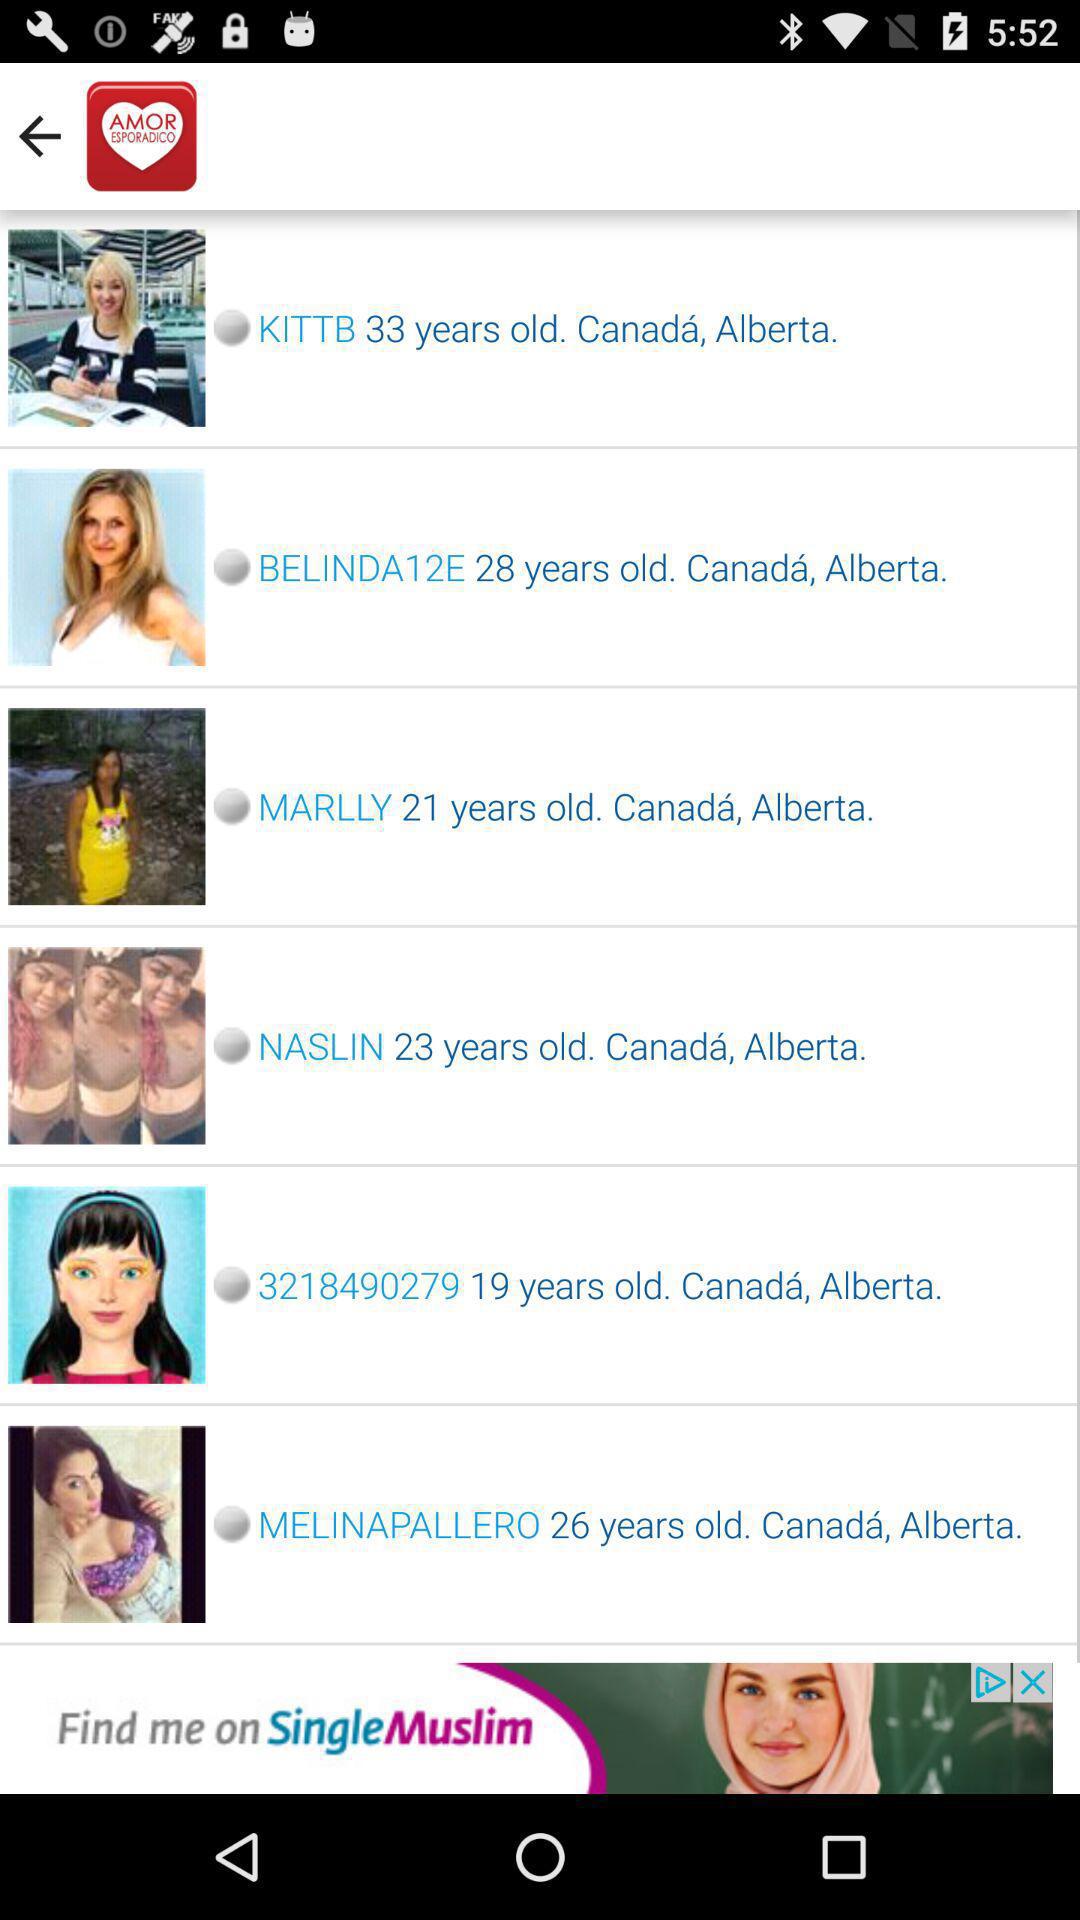 FAKE
5:52
AMOR
ESPORADICO
KITTB 33 years old. Canadá, Alberta.
BELINDA12E 28 years old. Canadá, Alberta.
MARLLY 21 years old. Canadá, Alberta.
NASLIN 23 years old. Canadá, Alberta.
3218490279 19 years old. Canadá, Alberta.
MELINAPALLERO 26 years old. Canadá, Alberta.
Find me on SingleMuslim